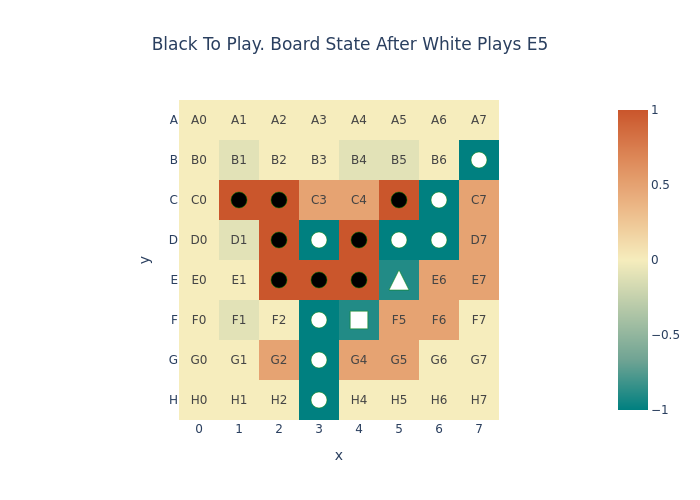 Black To Play. Board State After White Plays E5
A A0 A1 A2 A3 A4 A5 A6 A7
B B0 B1 B2 B3 B4 B5 B6
C C0 C3 C4 C7
D D0 D1 D7
E E0 E1 E6 E7
F F0 F1 F2 F5 F6 F7
G G0 G1 G2 G4 G5 G6 G7
H H0 H1 H2 H4 H5 H6 H7
0 1 2 3 4 5 6 7
x
y
1
0.5
0
−0.5
−1